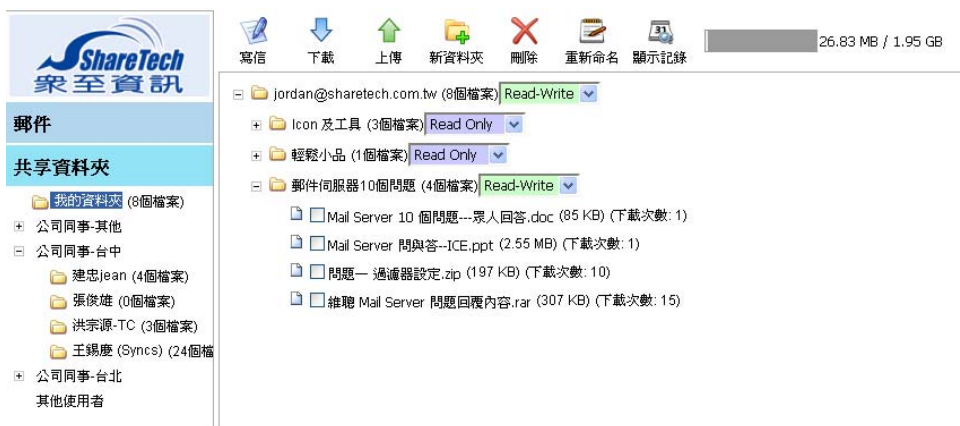 ShareTech
衆至資訊
郵件
共享資料夾
我的資料夾 (8個檔案)
公司同事-其他
公司同事-台中
建忠jean (4個檔案)
張俊雄 (0個檔案)
洪宗源-TC (3個檔案)
王錫慶 (Syncs) (24個檔
公司同事-台北
其他使用者
寫信 下載 上傳 新資料夾 刪除 重新命名 31 顯示記錄 26.83 MB / 1.95 GB
jordan@sharetech.com.tw (8個檔案) Read-Write
Icon 及工具 (3個檔案) Read Only
輕鬆小品 (1個檔案) Read Only
郵件伺服器10個問題 (4個檔案) Read-Write
Mail Server 10 個問題---眾人回答.doc (85 KB) (下載次數: 1)
Mail Server 問與答--ICE.ppt (2.55 MB) (下載次數: 1)
問題一 過濾器設定.zip (197 KB) (下載次數: 10)
維聰 Mail Server 問題回覆內容.rar (307 KB) (下載次數: 15)